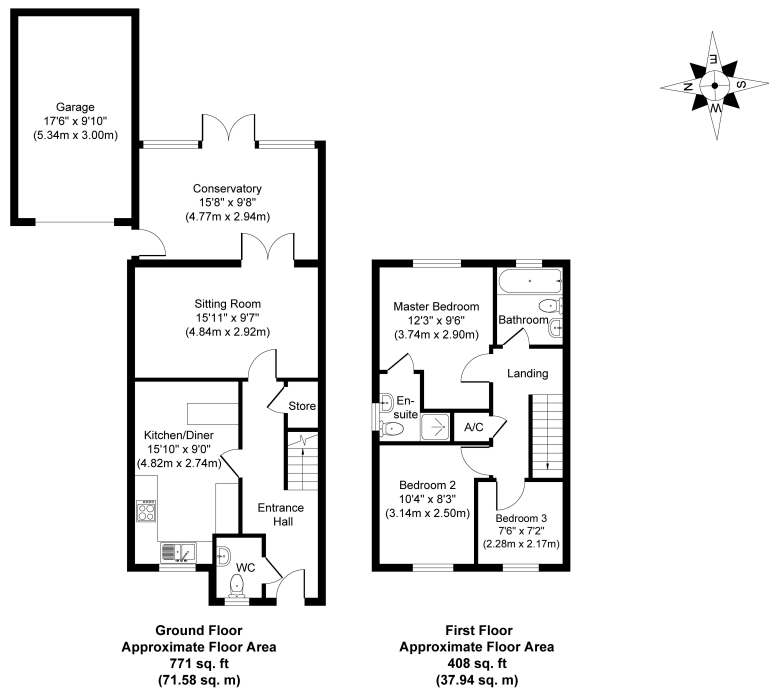 Garage
17'6" x 9'10"
(5.34m x 3.00m)
E
N
S
W
Conservatory
15'8" x 9'8"
(4.77m x 2.94m)
Sitting Room
15'11" x 9'7"
(4.84m x 2.92m)
Store
Kitchen/Diner
15'10" x 9'0"
(4.82m x 2.74m)
Entrance
Hall
WC
Master Bedroom
12'3" x 9'6"
(3.74m x 2.90m)
Bathroom
Landing
En-
suite
A/C
Bedroom 2
10'4" x 8'3"
(3.14m x 2.50m)
Bedroom 3
7'6" x 7'2"
(2.28m x 2.17m)
Ground Floor
Approximate Floor Area
771 sq. ft
(71.58 sq. m)
First Floor
Approximate Floor Area
408 sq. ft
(37.94 sq. m)